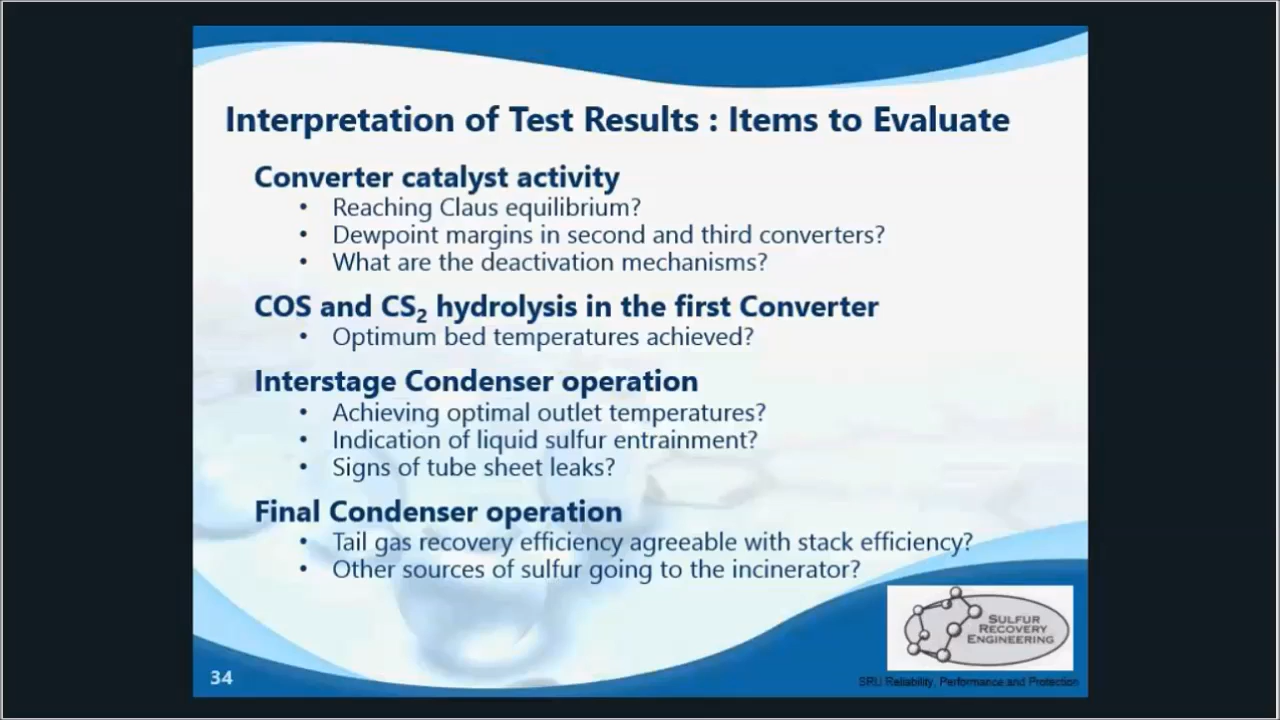 Interpretation of Test Results : Items to Evaluate
Converter catalyst activity
• Reaching Claus equilibrium?
• Dewpoint margins in second and third converters?
• What are the deactivation mechanisms?
COS and CS₂ hydrolysis in the first Converter
• Optimum bed temperatures achieved?
Interstage Condenser operation
• Achieving optimal outlet temperatures?
• Indication of liquid sulfur entrainment?
• Signs of tube sheet leaks?
Final Condenser operation
• Tail gas recovery efficiency agreeable with stack efficiency?
• Other sources of sulfur going to the incinerator?
SULFUR
RECOVERY
ENGINEERING
34
SRU Reliability, Performance and Protection